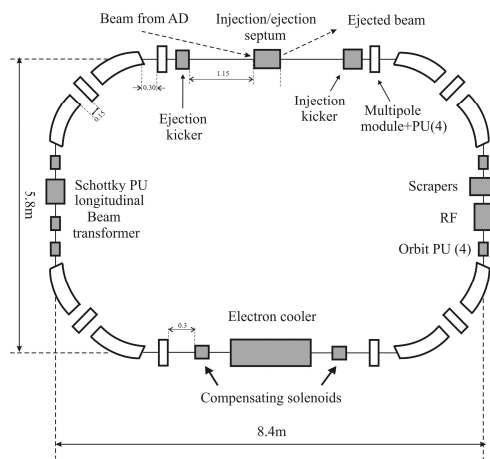 Beam from AD
Injection/ejection
septum
Ejected beam
1.15
0.30
0.15
Ejection
kicker
Injection
kicker
Multipole
module+PU(4)
Schottky PU
longitudinal
Beam
transformer
Scrapers
RF
Orbit PU (4)
5.8m
0.3
Electron cooler
Compensating solenoids
8.4m